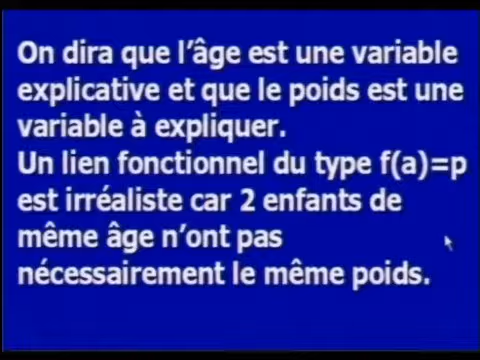 On dira que l'âge est une variable
explicative et que le poids est une
variable à expliquer.
Un lien fonctionnel du type f(a)=p
est irréaliste car 2 enfants de
même âge n'ont pas
nécessairement le même poids.